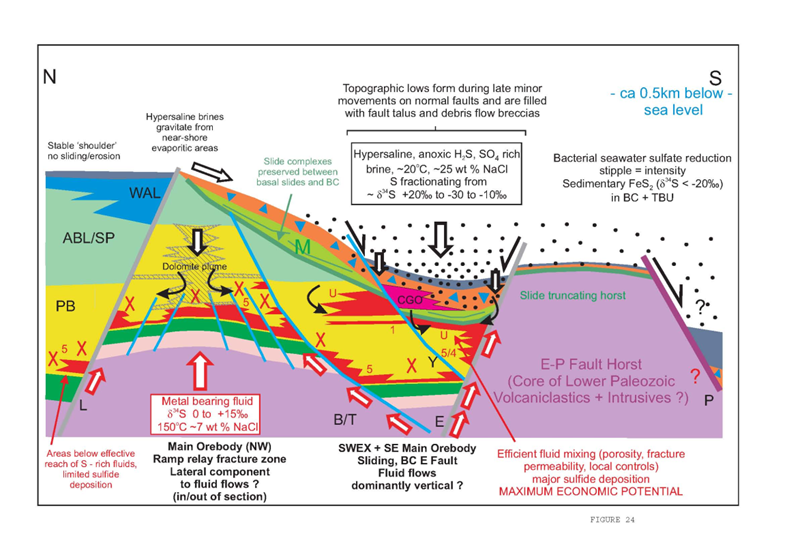 N
S
Hypersaline brines
gravitate from
near-shore
evaporitic areas
Stable 'shoulder'
no sliding/erosion
Topographic lows form during late minor
movements on normal faults and are filled
with fault talus and debris flow breccias
- ca 0.5km below -
sea level
Slide complexes
preserved between
basal slides and BC
Hypersaline, anoxic H₂S, SO₄ rich
brine, ~20°C, ~25 wt % NaCl
S fractionating from
~ δ³⁴S +20‰ to -30 to -10‰
Bacterial seawater sulfate reduction
stipple = intensity
Sedimentary FeS₂ (δ³⁴S < -20‰)
in BC + TBU
WAL
ABL/SP
M
Dolomite plume
PB
U
CGO
Slide truncating horst
?
X
X
X
X
5
X
1
U
X
5
X
5
X
Y
5/4
E-P Fault Horst
(Core of Lower Paleozoic
Volcaniclastics + Intrusives ?)
?
P
L
Metal bearing fluid
δ³⁴S 0 to +15‰
150°C ~7 wt % NaCl
B/T
E
Areas below effective
reach of S - rich fluids,
limited sulfide
deposition
Main Orebody (NW)
Ramp relay fracture zone
Lateral component
to fluid flows ?
(in/out of section)
SWEX + SE Main Orebody
Sliding, BC E Fault
Fluid flows
dominantly vertical ?
Efficient fluid mixing (porosity, fracture
permeability, local controls)
major sulfide deposition
MAXIMUM ECONOMIC POTENTIAL
FIGURE 24